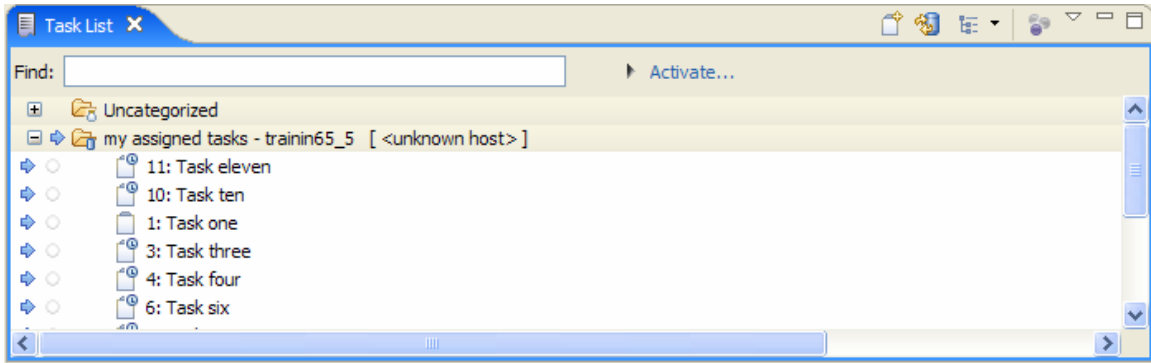 Task List
Find: Activate...
Uncategorized
my assigned tasks - trainin65_5 [ <unknown host> ]
11: Task eleven
10: Task ten
1: Task one
3: Task three
4: Task four
6: Task six